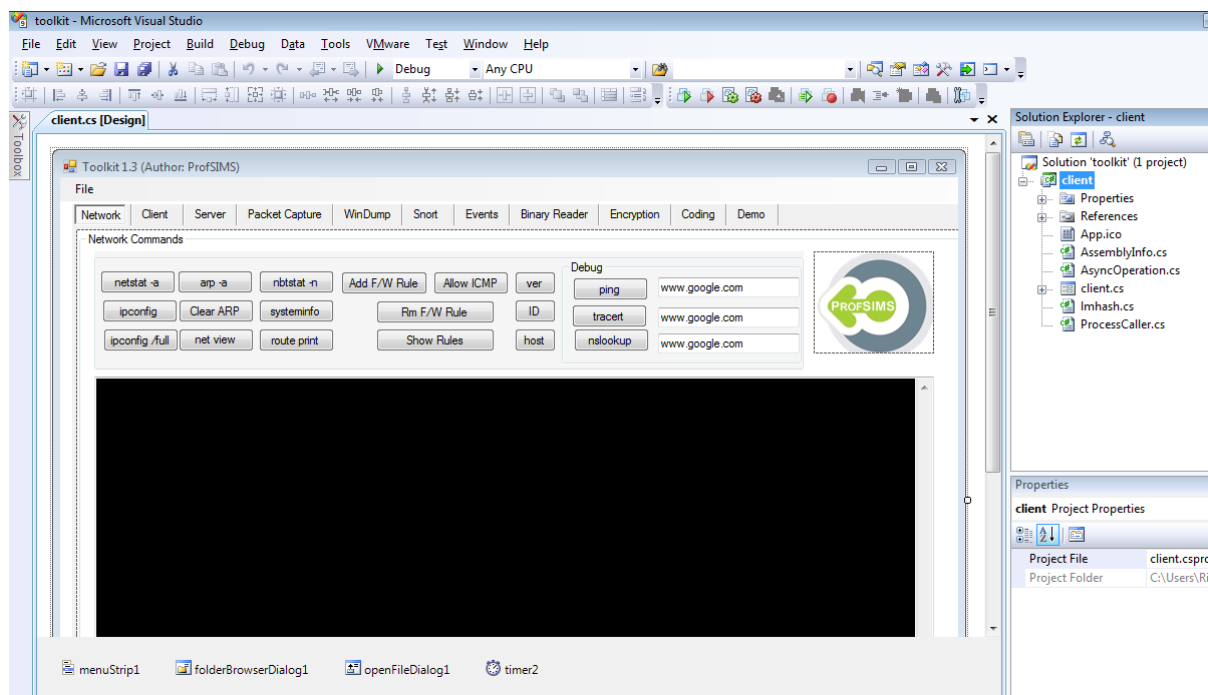 toolkit - Microsoft Visual Studio
File Edit View Project Build Debug Data Tools VMware Test Window Help
Debug Any CPU
client.cs [Design]
Toolbox
Toolkit 1.3 (Author: ProfSIMS)
File
Network Client Server Packet Capture WinDump Snort Events Binary Reader Encryption Coding Demo
Network Commands
Debug
netstat -a arp -a nbtstat -n Add F/W Rule Allow ICMP ver ping www.google.com
ipconfig Clear ARP systeminfo Rm F/W Rule ID tracert www.google.com
ipconfig /full net view route print Show Rules host nslookup www.google.com
PROFSIMS
menuStrip1 folderBrowserDialog1 openFileDialog1 timer2
Solution Explorer - client
Solution 'toolkit' (1 project)
client
Properties
References
App.ico
AssemblyInfo.cs
AsyncOperation.cs
client.cs
lmhash.cs
ProcessCaller.cs
Properties
client Project Properties
Project File client.cspro
Project Folder C:\Users\Ri